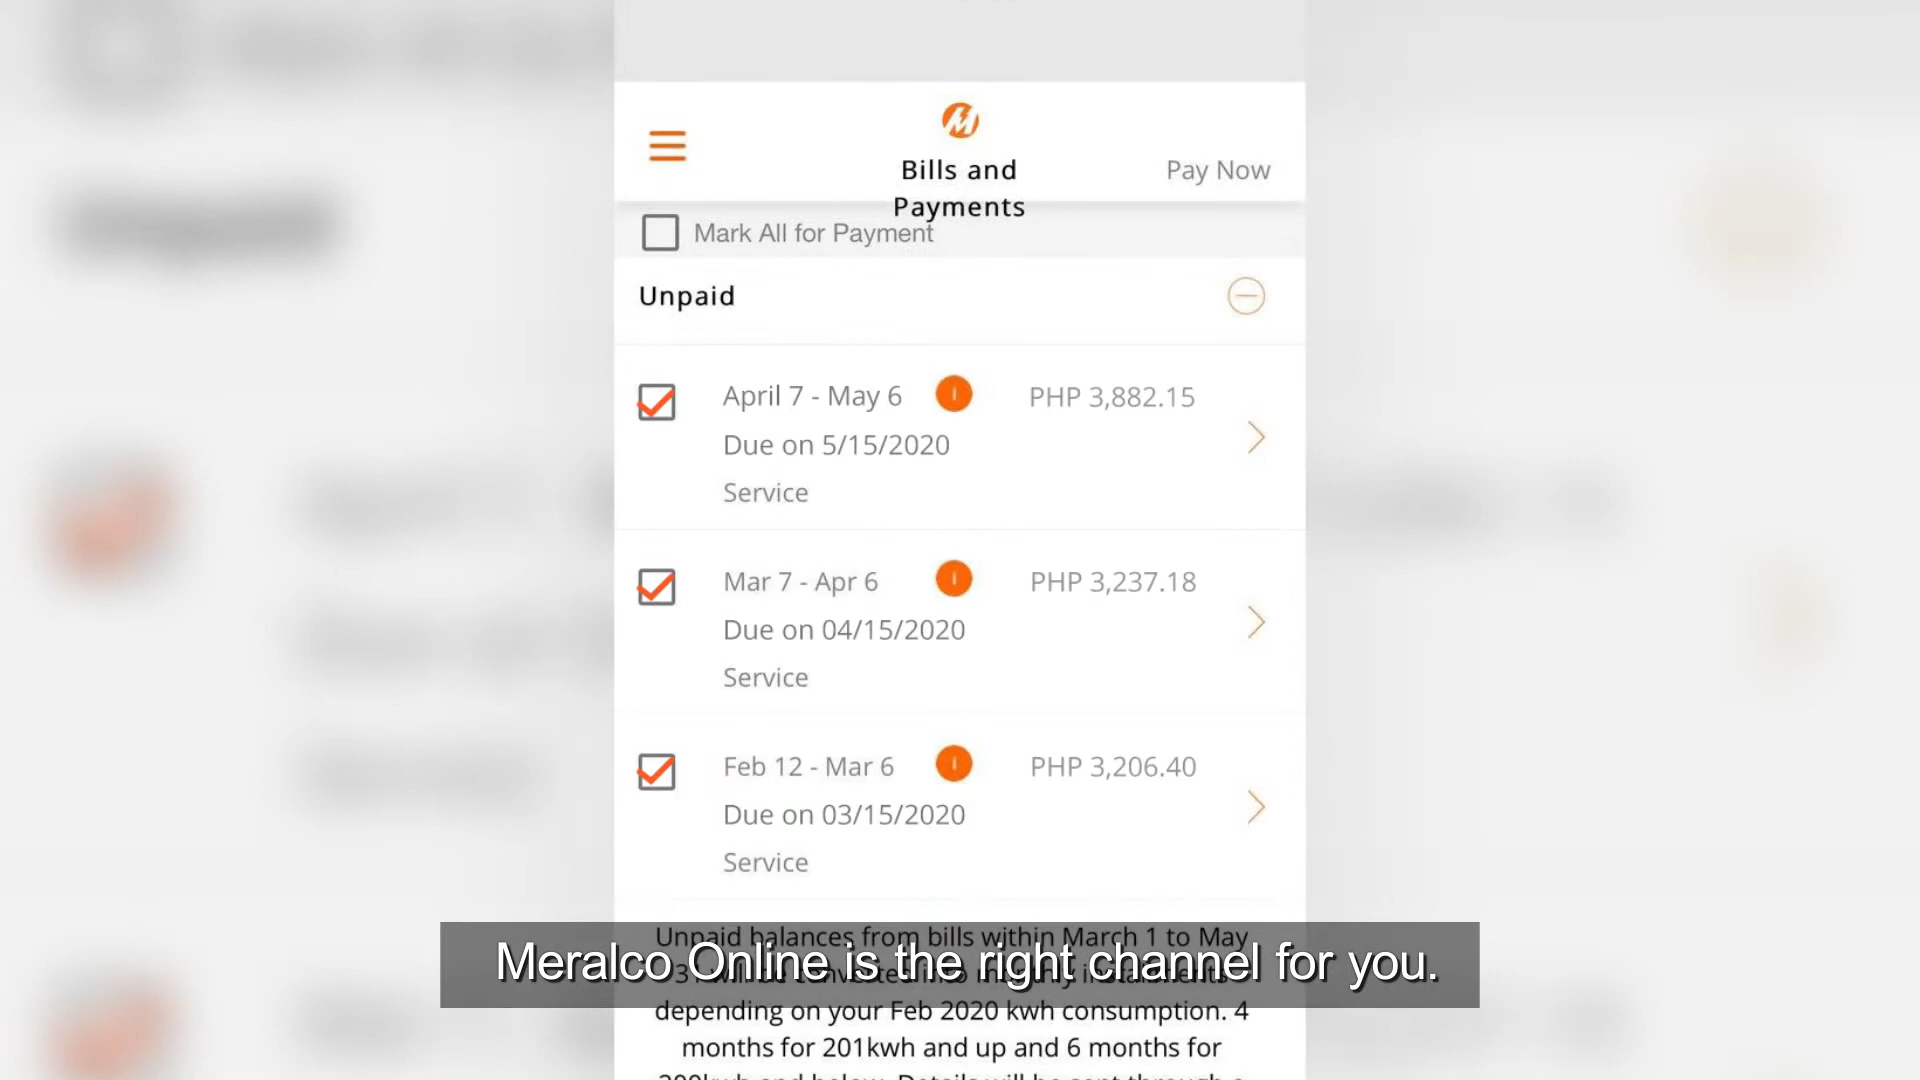 Bills and
Payments
Pay Now
Mark All for Payment
Unpaid
April 7 - May 6
PHP 3,882.15
Due on 5/15/2020
Service
Mar 7 - Apr 6
PHP 3,237.18
Due on 04/15/2020
Service
Feb 12 - Mar 6
PHP 3,206.40
Due on 03/15/2020
Service
Unpaid balances from bills within March 1 to May
Meralco Online is the right channel for you.
depending on your Feb 2020 kwh consumption. 4
months for 201kwh and up and 6 months for